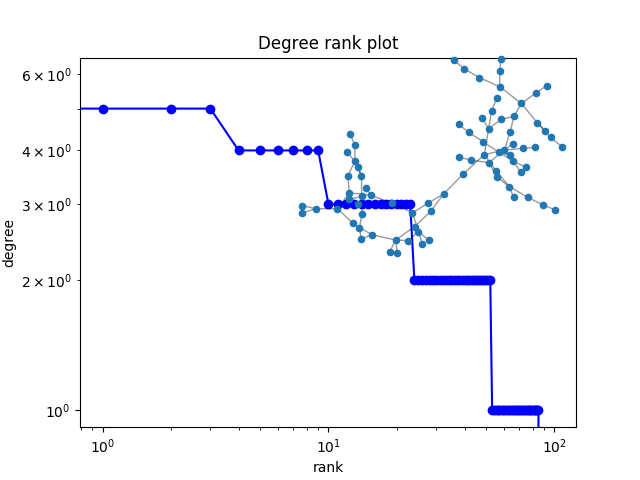 Degree rank plot
degree
6 × 10⁰
4 × 10⁰
3 × 10⁰
2 × 10⁰
10⁰
10⁰
10¹
10²
rank